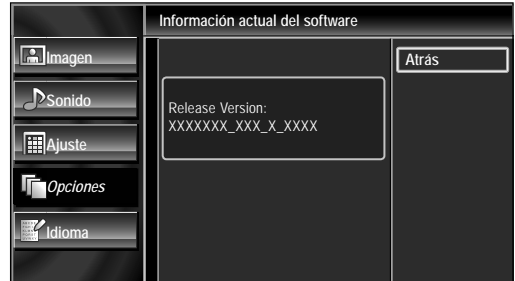 Información actual del software
Imagen
Sonido
Ajuste
Opciones
Idioma
Release Version:
XXXXXXX_XXX_X_XXXX
Atrás